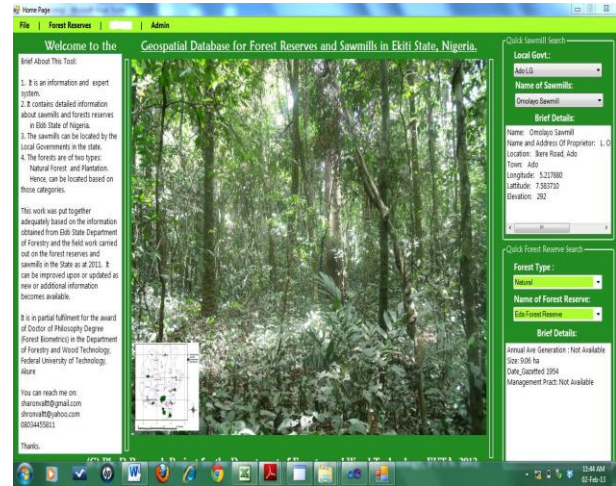 Home Page
File | Forest Reserves | | Admin
Welcome to the Geospatial Database for Forest Reserves and Sawmills in Ekiti State, Nigeria.
Brief About This Tool:
1. It is an information and expert
system.
2. It contains detailed information
about sawmills and forests reserves
in Ekiti State of Nigeria.
3. The sawmills can be located by the
Local Governments in the state.
4. The forests are of two types:
Natural Forest and Plantation.
Hence, can be located based on
those categories.
This work was put together
adequately based on the information
obtained from Ekiti State Department
of Forestry and the field work carried
out on the forest reserves and
sawmills in the State as at 2011. It
can be improved upon or updated as
new or additional information
becomes available.
It is in partial fulfilment for the award
of Doctor of Philosophy Degree
(Forest Biometrics) in the Department
of Forestry and Wood Technology,
Federal University of Technology,
Akure
You can reach me on:
sharonvaltt@gmail.com
shronvaltt@yahoo.com
08034455811
Thanks.
Quick Sawmill Search
Local Govt.:
Ado LG
Name of Sawmills:
Omolayo Sawmill
Brief Details:
Name: Omolayo Sawmill
Name and Address Of Proprietor: L. O
Location: Ikere Road, Ado
Town: Ado
Longitude: 5.217880
Lattitude: 7.583710
Elevation: 292
Quick Forest Reserve Search
Forest Type :
Natural
Name of Forest Reserve:
Eda Forest Reserve
Brief Details:
Annual Ave Generation : Not Available
Size: 9.06 ha
Date_Gazetted 1954
Management Pract: Not Available
11:44 AM
02-Feb-13